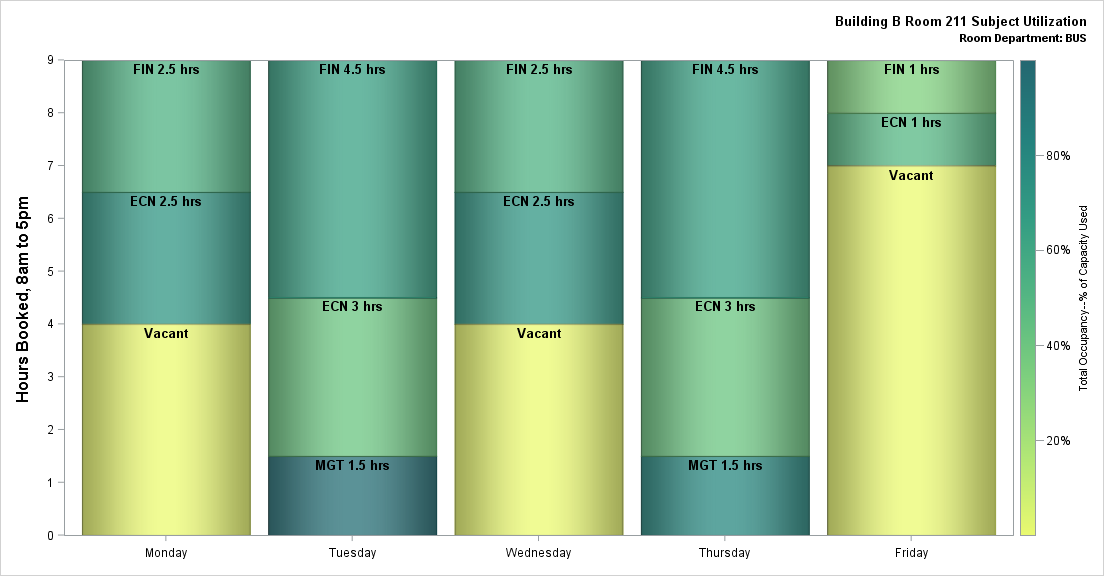 Building B Room 211 Subject Utilization
Room Department: BUS
Hours Booked, 8am to 5pm
9
8
7
6
5
4
3
2
1
0
FIN 2.5 hrs
ECN 2.5 hrs
Vacant
FIN 4.5 hrs
ECN 3 hrs
MGT 1.5 hrs
FIN 2.5 hrs
ECN 2.5 hrs
Vacant
FIN 4.5 hrs
ECN 3 hrs
MGT 1.5 hrs
FIN 1 hrs
ECN 1 hrs
Vacant
Monday
Tuesday
Wednesday
Thursday
Friday
80%
60%
40%
20%
Total Occupancy--% of Capacity Used